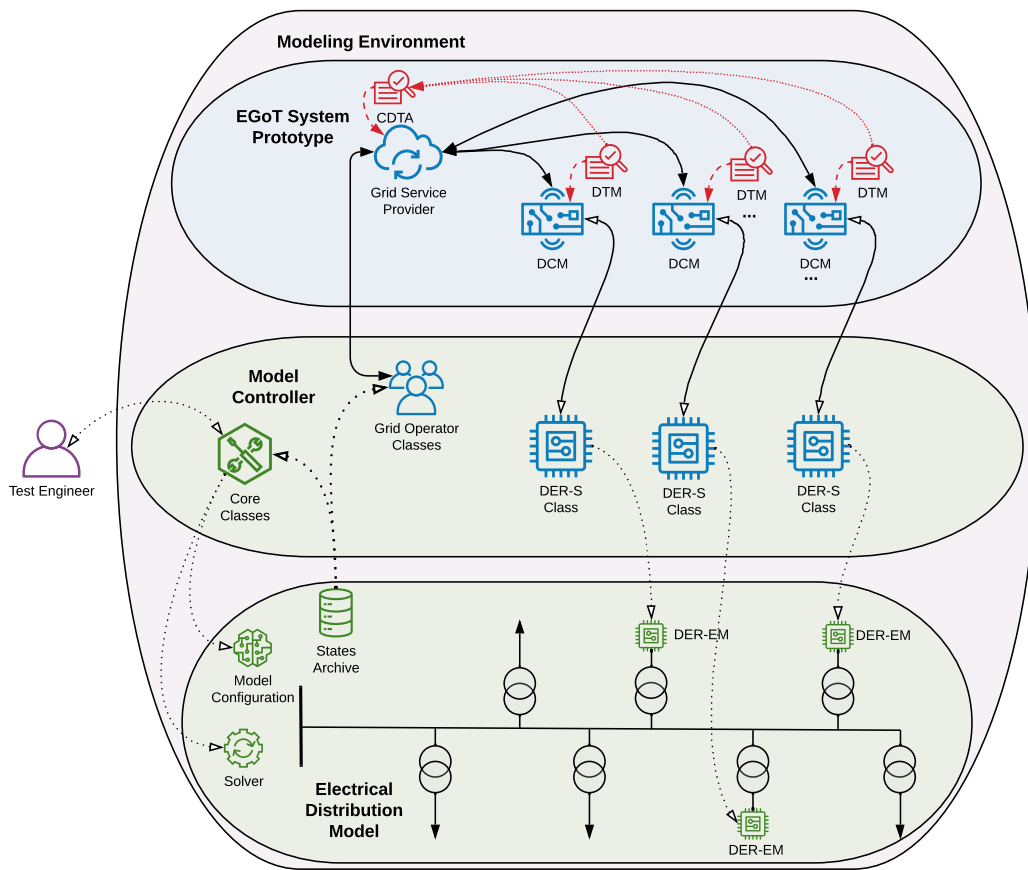 Modeling Environment
EGoT System
Prototype
CDTA
Grid Service
Provider
DTM
DTM
...
DTM
DCM
DCM
DCM
...
Model
Controller
Grid Operator
Classes
Test Engineer
Core
Classes
DER-S
Class
DER-S
Class
DER-S
Class
States
Archive
DER-EM
DER-EM
Model
Configuration
Solver
Electrical
Distribution
Model
DER-EM